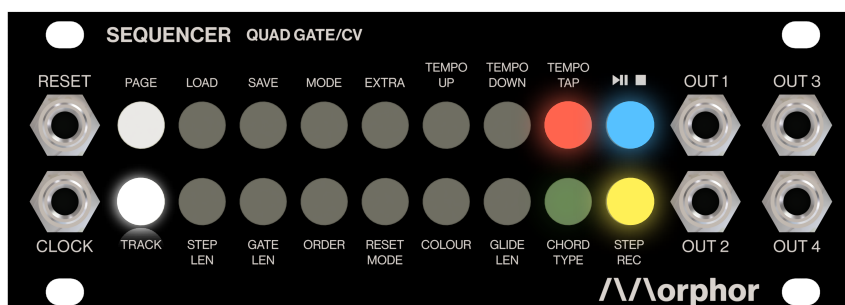 SEQUENCER QUAD GATE/CV
RESET
PAGE
LOAD
SAVE
MODE
EXTRA
TEMPO
UP
TEMPO
DOWN
TEMPO
TAP
OUT 1
OUT 3
CLOCK
TRACK
STEP
LEN
GATE
LEN
ORDER
RESET
MODE
COLOUR
GLIDE
LEN
CHORD
TYPE
STEP
REC
OUT 2
OUT 4
/\/\orphor